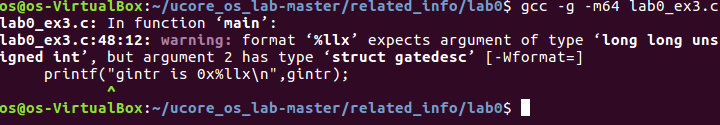 os@os-VirtualBox:~/ucore_os_lab-master/related_info/lab0$ gcc -g -m64 lab0_ex3.c
lab0_ex3.c: In function ‘main’:
lab0_ex3.c:48:12: warning: format ‘%llx’ expects argument of type ‘long long uns
igned int’, but argument 2 has type ‘struct gatedesc’ [-Wformat=]
printf("gintr is 0x%llx\n",gintr);
^
os@os-VirtualBox:~/ucore_os_lab-master/related_info/lab0$